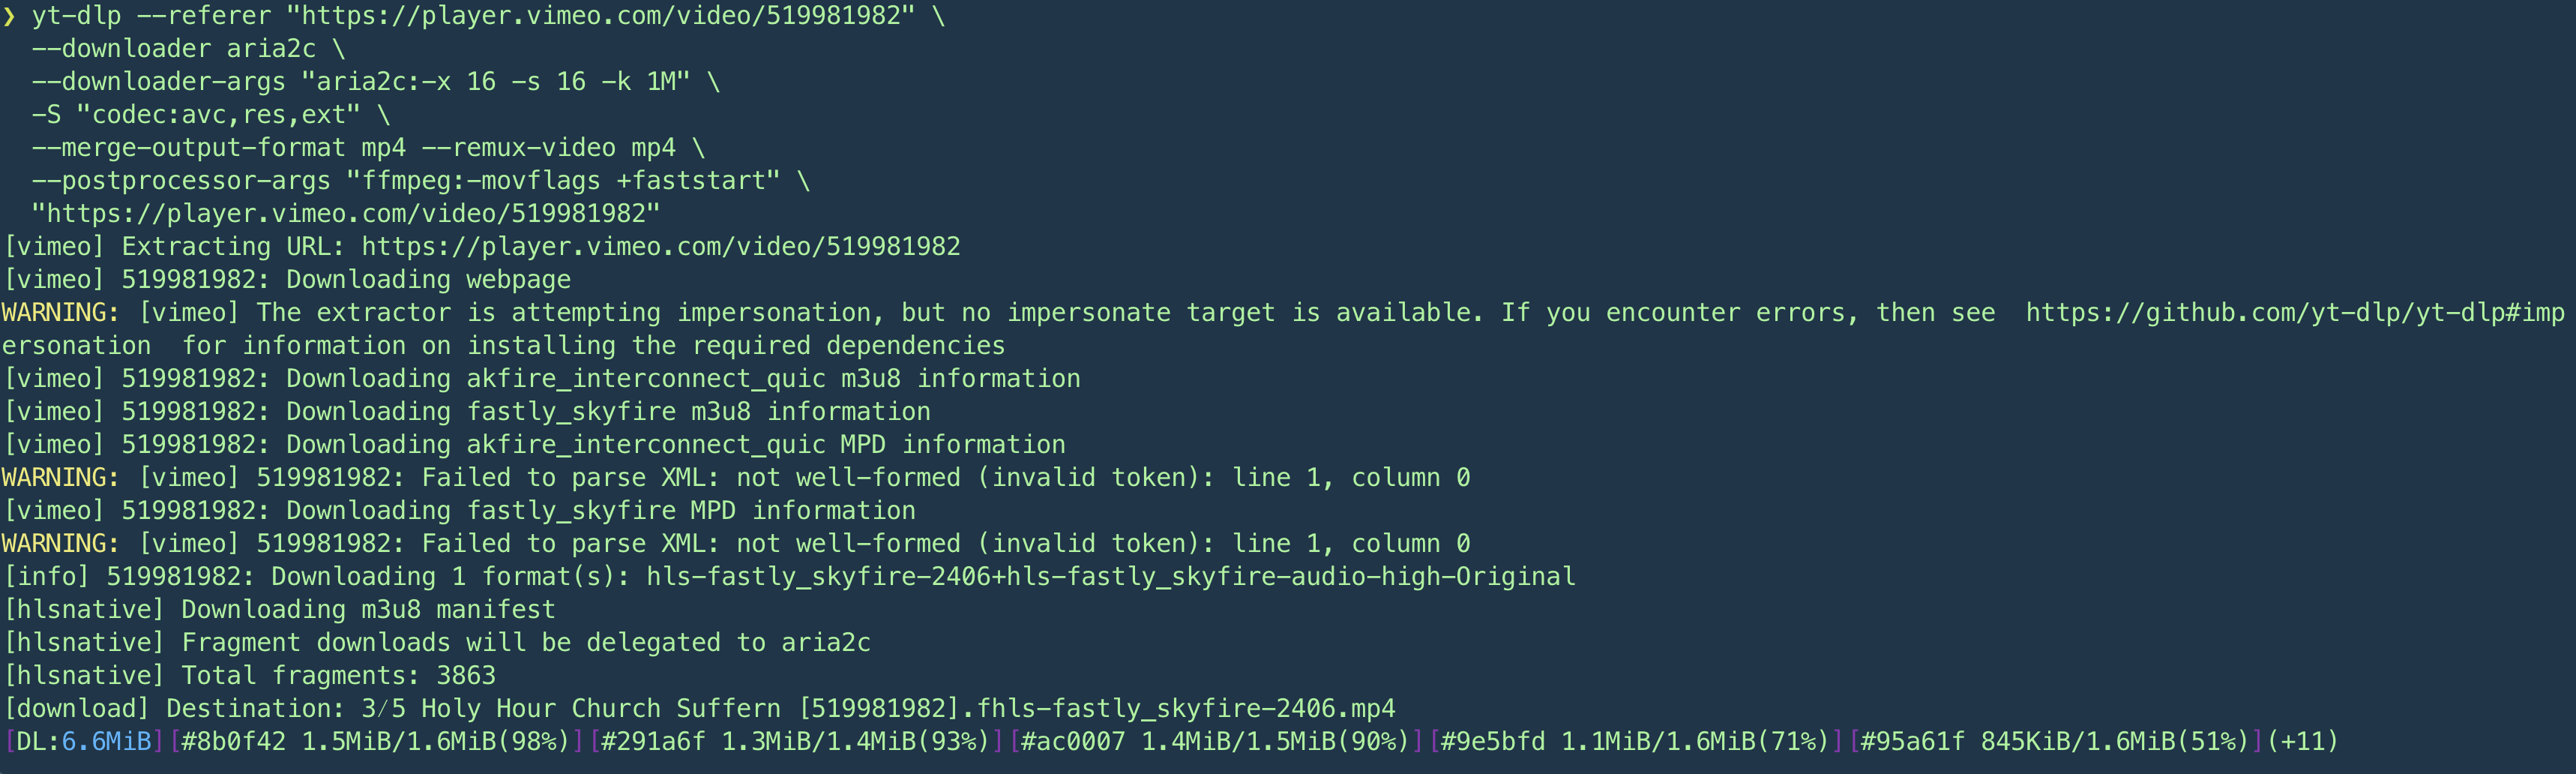 ❯ yt-dlp --referer "https://player.vimeo.com/video/519981982" \
  --downloader aria2c \
  --downloader-args "aria2c:-x 16 -s 16 -k 1M" \
  -S "codec:avc,res,ext" \
  --merge-output-format mp4 --remux-video mp4 \
  --postprocessor-args "ffmpeg:-movflags +faststart" \
  "https://player.vimeo.com/video/519981982"
[vimeo] Extracting URL: https://player.vimeo.com/video/519981982
[vimeo] 519981982: Downloading webpage
WARNING: [vimeo] The extractor is attempting impersonation, but no impersonate target is available. If you encounter errors, then see  https://github.com/yt-dlp/yt-dlp#imp
ersonation  for information on installing the required dependencies
[vimeo] 519981982: Downloading akfire_interconnect_quic m3u8 information
[vimeo] 519981982: Downloading fastly_skyfire m3u8 information
[vimeo] 519981982: Downloading akfire_interconnect_quic MPD information
WARNING: [vimeo] 519981982: Failed to parse XML: not well-formed (invalid token): line 1, column 0
[vimeo] 519981982: Downloading fastly_skyfire MPD information
WARNING: [vimeo] 519981982: Failed to parse XML: not well-formed (invalid token): line 1, column 0
[info] 519981982: Downloading 1 format(s): hls-fastly_skyfire-2406+hls-fastly_skyfire-audio-high-Original
[hlsnative] Downloading m3u8 manifest
[hlsnative] Fragment downloads will be delegated to aria2c
[hlsnative] Total fragments: 3863
[download] Destination: 3⧸5 Holy Hour Church Suffern [519981982].fhls-fastly_skyfire-2406.mp4
[DL:6.6MiB][#8b0f42 1.5MiB/1.6MiB(98%)][#291a6f 1.3MiB/1.4MiB(93%)][#ac0007 1.4MiB/1.5MiB(90%)][#9e5bfd 1.1MiB/1.6MiB(71%)][#95a61f 845KiB/1.6MiB(51%)](+11)